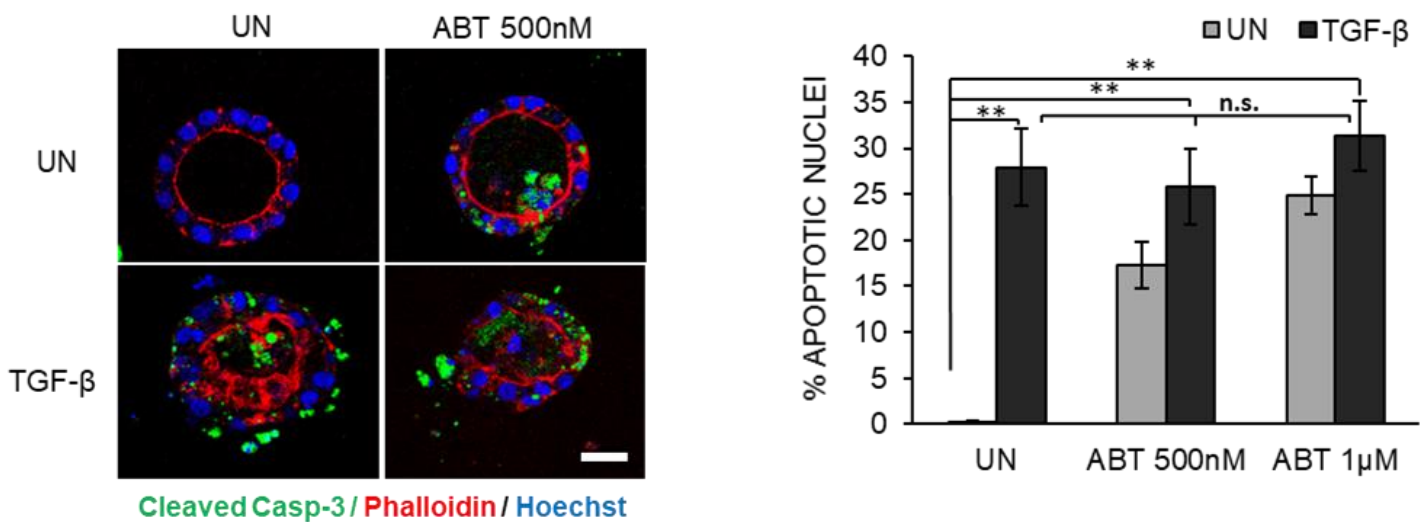 UN
ABT 500nM
UN
TGF-β
Cleaved Casp-3 / Phalloidin / Hoechst
UN
TGF-β
% APOPTOTIC NUCLEI
40
35
30
25
20
15
10
5
0
**
**
**
n.s.
UN
ABT 500nM
ABT 1µM